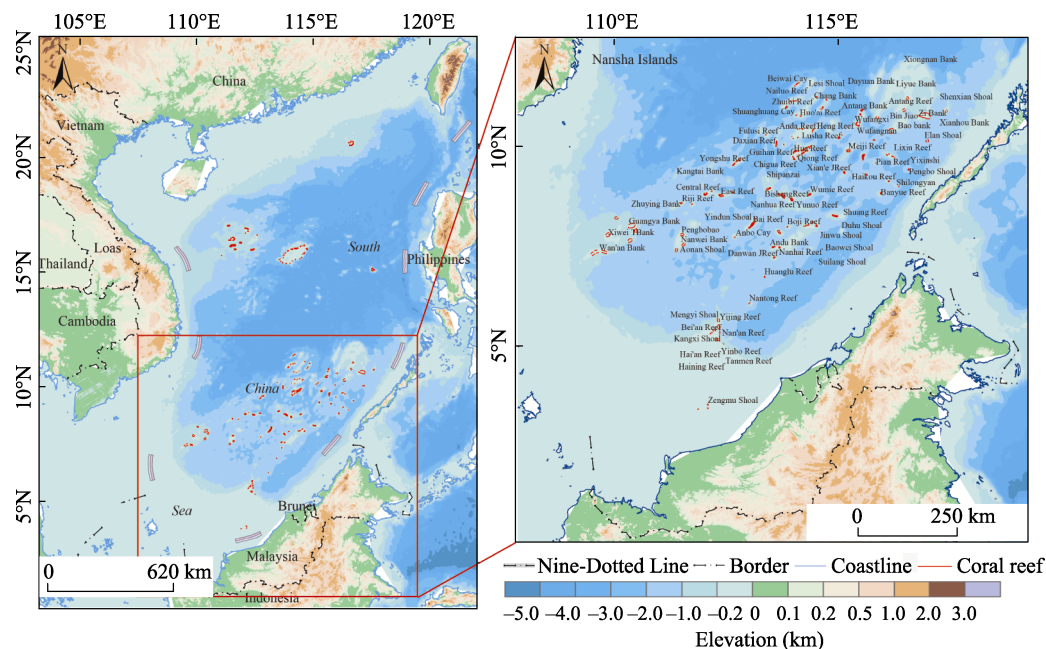 105°E 110°E 115°E 120°E
110°E 115°E
25°N
20°N
15°N
10°N
5°N
N
China
Vietnam
Loas
Thailand
Cambodia
South
Philippines
China
Sea
Brunei
Malaysia
Indonesia
0 620 km
10°N
5°N
N
Nansha Islands
Xiongnan Bank
Beiwai Cay
Lesi Shoal
Dayuan Bank
Liyue Bank
Nailuo Reef
Zhubi Reef
Chang Bank
Antang Bank
Antang Reef
Shenxian Shoal
Shuanghuang Cay
Huo'ai Reef
Wufangxi
Bin Jiao
Zi Bank
Xianhou Bank
Fulusi Reef
Anda Reef
Heng Reef
Wufangnan
Bao bank
Elan Shoal
Daxian Reef
Lusha Reef
Guihan Reef
Hua Reef
Meiji Reef
Lixin Reef
Yongshu Reef
Chigua Reef
Qiong Reef
Pian Reef
Yixinshi
Kangtai Bank
Shipanzai
Xian'e JReef
Haikou Reef
Pengbo Shoal
Shilongyan
Central Reef
East Reef
Bisheng Reef
Wumie Reef
Banyue Reef
Riji Reef
Zhuying Bank
Nanhua Reef
Yunuo Reef
Guangya Bank
Yindun Shoal
Bai Reef
Boji Reef
Shuang Reef
Duhu Shoal
Xiwei TBank
Pengbobao
Nanwei Bank
Anbo Cay
Jinwu Shoal
Wan'an Bank
Aonan Shoal
Andu Bank
Baowei Shoal
Danwan JReef
Nanhai Reef
Suilang Shoal
Huanglu Reef
Nantong Reef
Mengyi Shoal
Yijing Reef
Bei'an Reef
Nan'an Reef
Kangxi Shoal
Hai'an Reef
Yinbo Reef
Tanmen Reef
Haining Reef
Zengmu Shoal
0 250 km
Nine-Dotted Line Border Coastline Coral reef
–5.0 –4.0 –3.0 –2.0 –1.0 –0.2 0 0.1 0.2 0.5 1.0 2.0 3.0
Elevation (km)